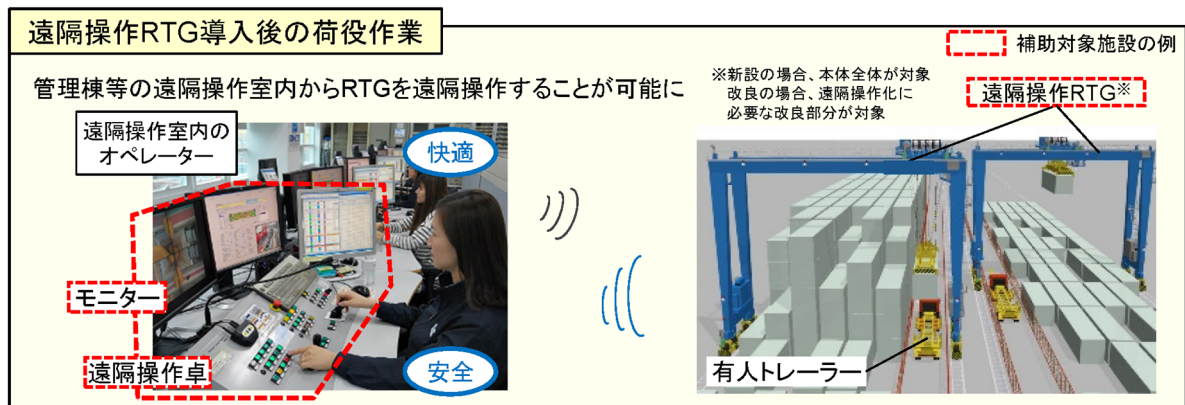 遠隔操作RTG導入後の荷役作業
補助対象施設の例
管理棟等の遠隔操作室内からRTGを遠隔操作することが可能に
※新設の場合、本体全体が対象
改良の場合、遠隔操作化に
必要な改良部分が対象
遠隔操作RTG※
遠隔操作室内の
オペレーター
快適
モニター
遠隔操作卓
安全
有人トレーラー